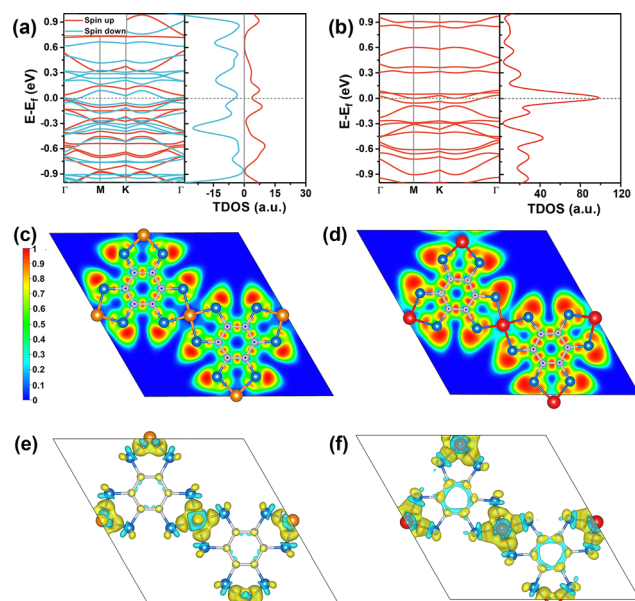 (a)
Spin up
Spin down
E-Ef (eV)
0.9
0.6
0.3
0.0
-0.3
-0.6
-0.9
Γ M K Γ
-15 0 15 30
TDOS (a.u.)
(b)
E-Ef (eV)
0.9
0.6
0.3
0.0
-0.3
-0.6
-0.9
Γ M K Γ
40 80 120
TDOS (a.u.)
(c)
1
0.9
0.8
0.7
0.6
0.5
0.4
0.3
0.2
0.1
0
(d)
(e)
(f)